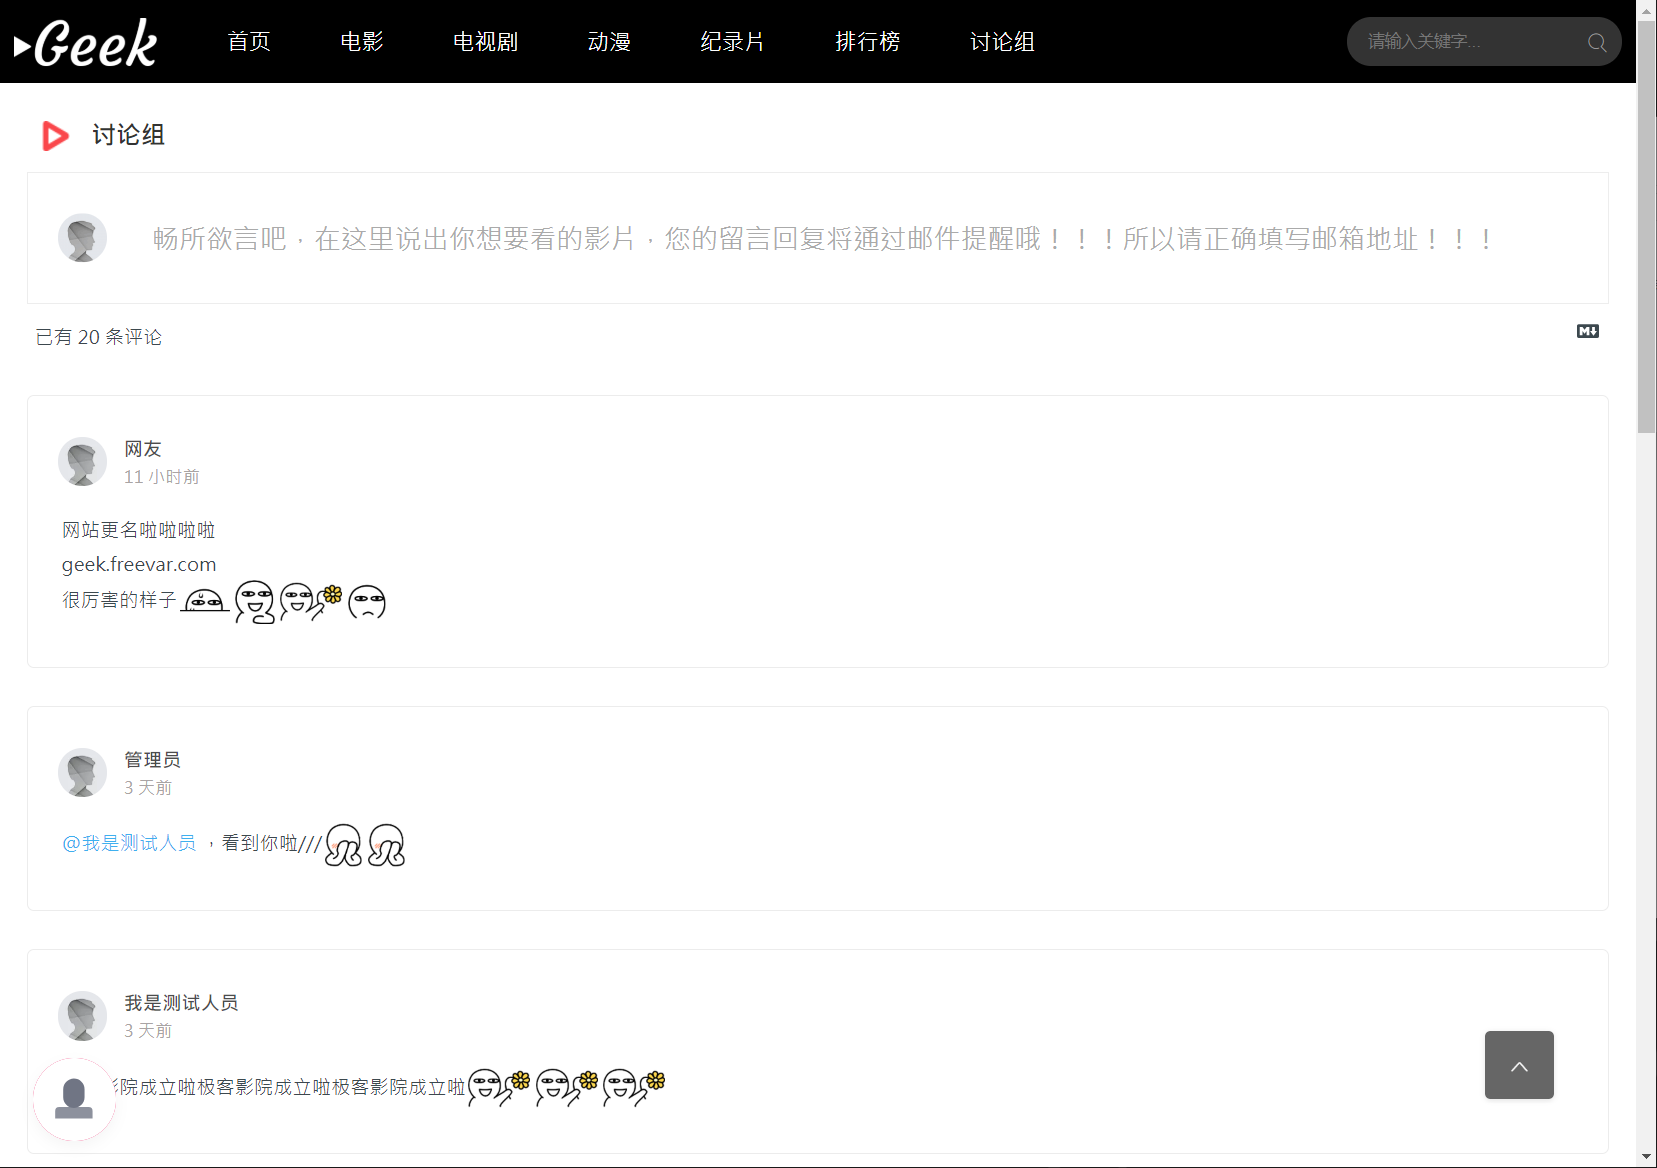 Geek
首页 电影 电视剧 动漫 纪录片 排行榜 讨论组
请输入关键字...
讨论组
畅所欲言吧，在这里说出你想要看的影片，您的留言回复将通过邮件提醒哦！！！所以请正确填写邮箱地址！！！
已有 20 条评论
M
网友
11 小时前
网站更名啦啦啦啦
geek.freevar.com
很厉害的样子
管理员
3 天前
@我是测试人员 ，看到你啦///
我是测试人员
3 天前
影院成立啦极客影院成立啦极客影院成立啦